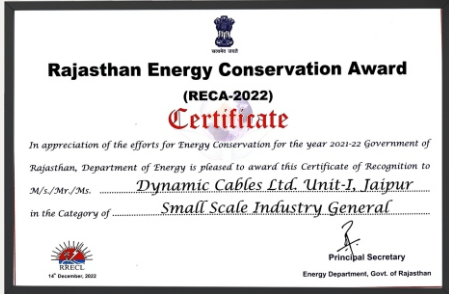 सत्यमेव जयते
Rajasthan Energy Conservation Award
(RECA-2022)
Certificate
In appreciation of the efforts for Energy Conservation for the year 2021-22 Government of
Rajasthan, Department of Energy is pleased to award this Certificate of Recognition to
M/s./Mr./Ms. Dynamic Cables Ltd. Unit-I, Jaipur
in the Category of Small Scale Industry General
RRECL
14th December, 2022
Principal Secretary
Energy Department, Govt. of Rajasthan